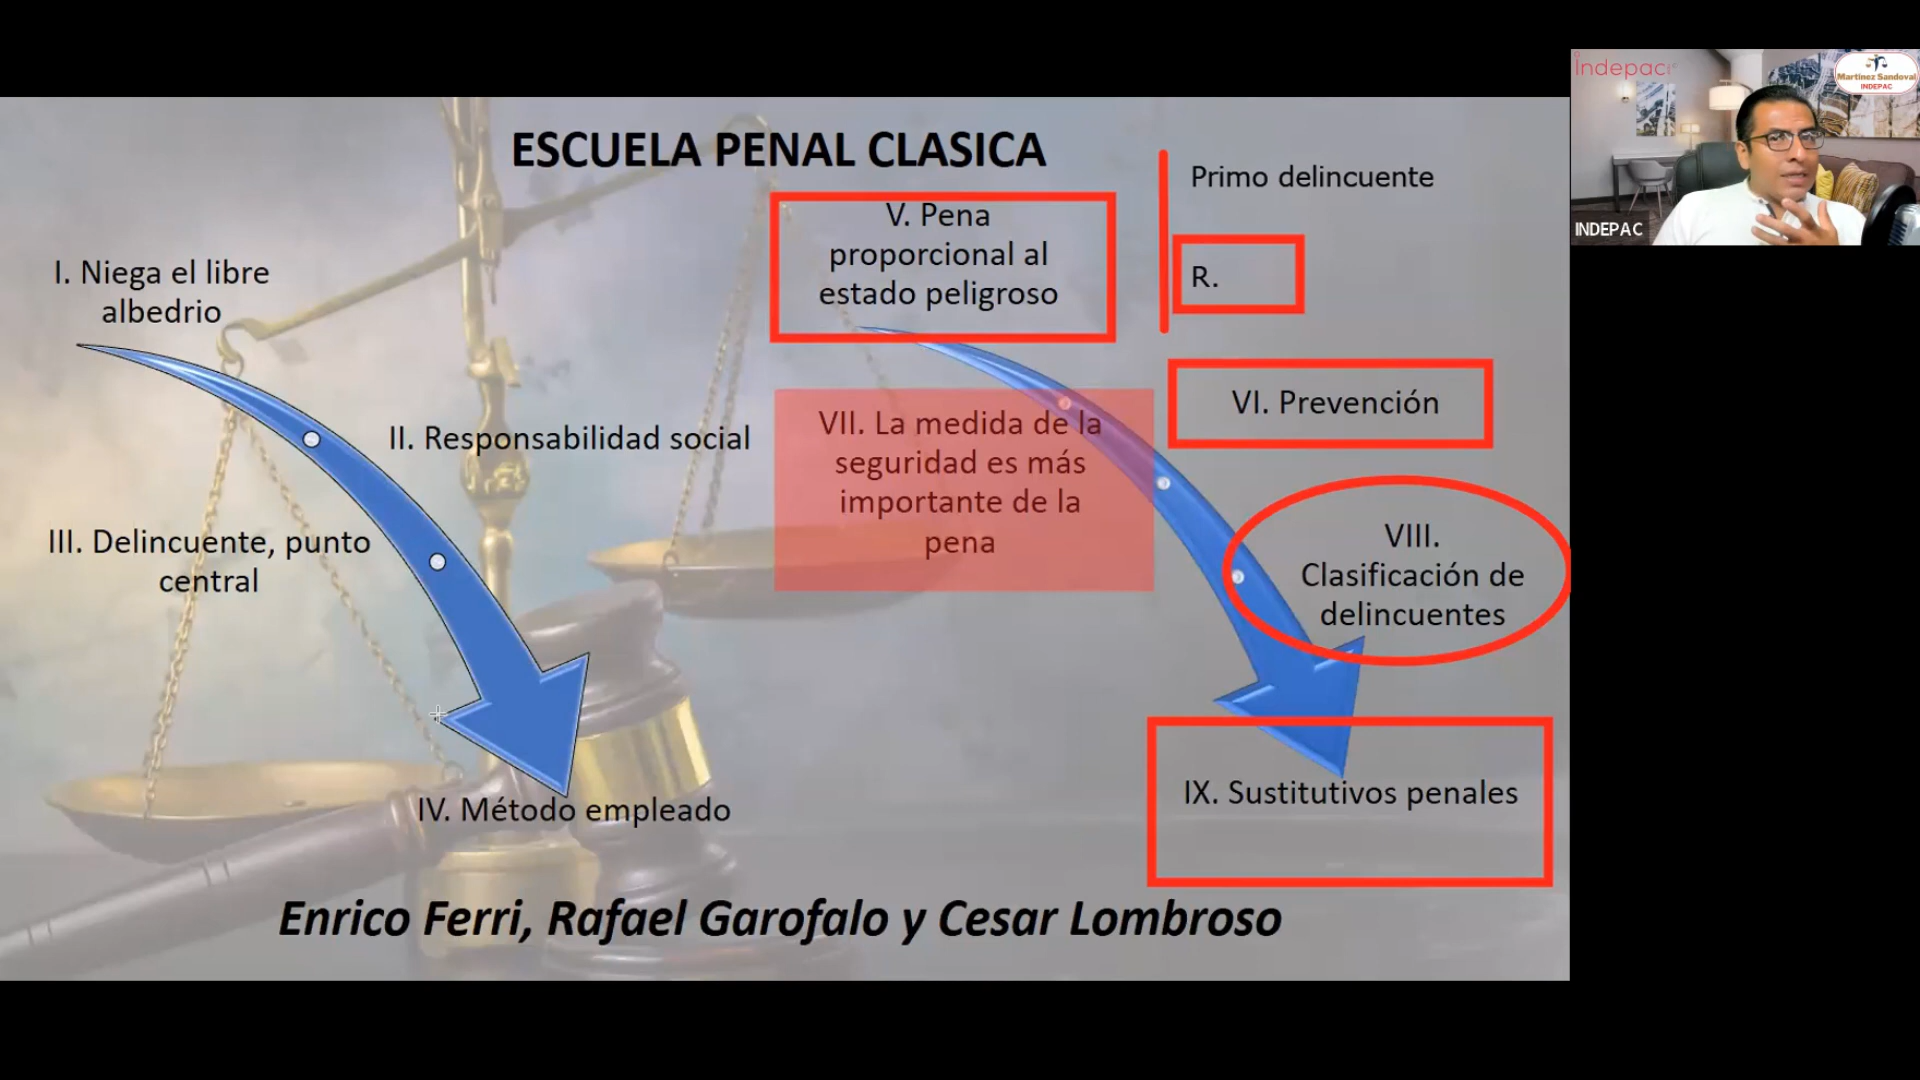 ESCUELA PENAL CLASICA
I. Niega el libre
albedrio
II. Responsabilidad social
III. Delincuente, punto
central
IV. Método empleado
V. Pena
proporcional al
estado peligroso
Primo delincuente
R.
VI. Prevención
VII. La medida de la
seguridad es más
importante de la
pena
VIII.
Clasificación de
delincuentes
IX. Sustitutivos penales
Enrico Ferri, Rafael Garofalo y Cesar Lombroso
Indepac
Martínez Sandoval
INDEPAC
INDEPAC